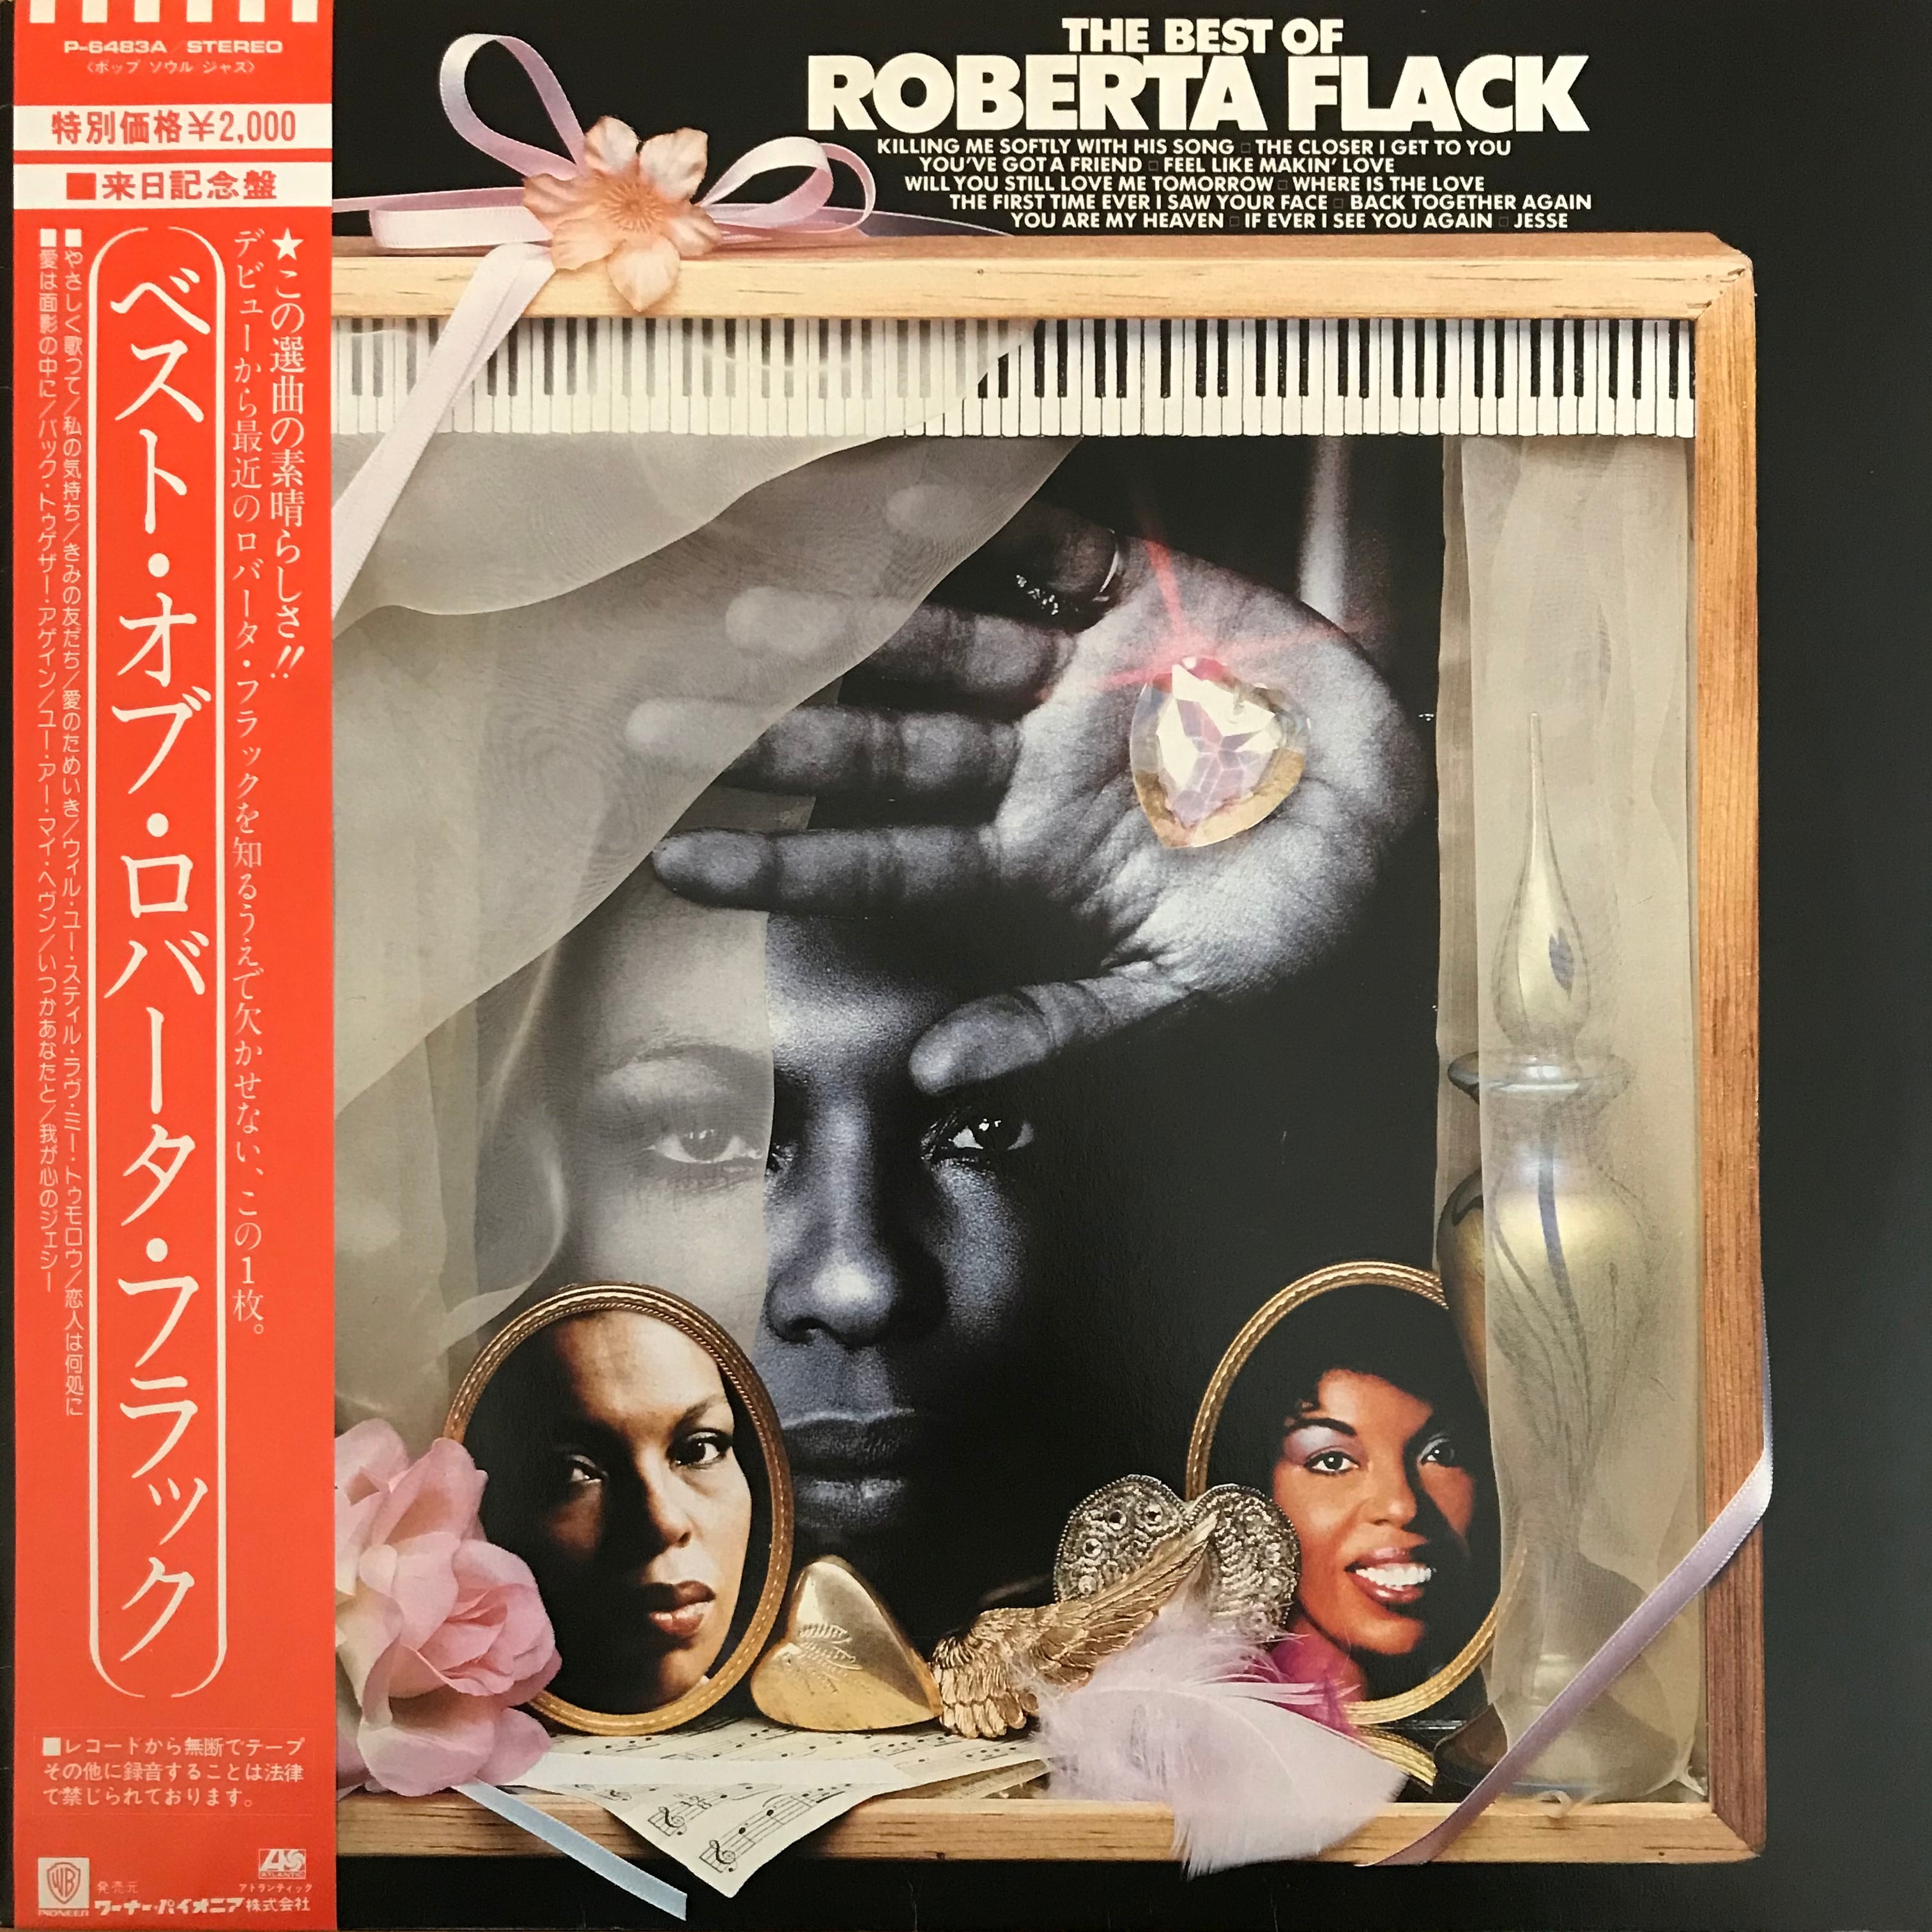 P-6483A/STEREO
〈ポップ ソウル ジャズ〉
特別価格¥2,000
■来日記念盤
★この選曲の素晴らしさ!!
デビューから最近のロバータ・フラックを知るうえで欠かせない、この1枚。
ベスト・オブ・ロバータ・フラック
■やさしく歌って/私の気持ち/きみの友だち/愛のためいき/ウィル・ユー・スティル・ラヴ・ミー・トゥモロウ/恋人は何処に
■愛は面影の中に/バック・トゥゲザー・アゲイン/ユー・アー・マイ・ヘヴン/いつかあなたと/我が心のジェシー
■レコードから無断でテープ
その他に録音することは法律
で禁じられております。
WB
PIONEER
発売元
ATLANTIC
アトランティック
ワーナー・パイオニア株式会社
THE BEST OF
ROBERTA FLACK
KILLING ME SOFTLY WITH HIS SONG □ THE CLOSER I GET TO YOU
YOU'VE GOT A FRIEND □ FEEL LIKE MAKIN' LOVE
WILL YOU STILL LOVE ME TOMORROW □ WHERE IS THE LOVE
THE FIRST TIME EVER I SAW YOUR FACE □ BACK TOGETHER AGAIN
YOU ARE MY HEAVEN □ IF EVER I SEE YOU AGAIN □ JESSE